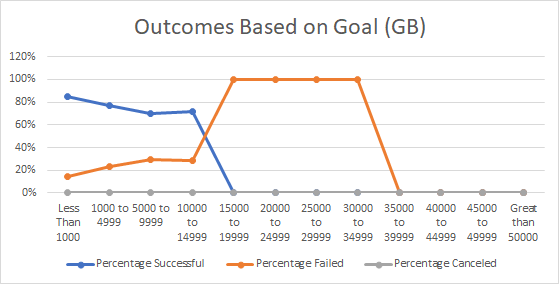 Outcomes Based on Goal (GB)
120%
100%
80%
60%
40%
20%
0%
Less Than 1000
1000 to 4999
5000 to 9999
10000 to 14999
15000 to 19999
20000 to 24999
25000 to 29999
30000 to 34999
35000 to 39999
40000 to 44999
45000 to 49999
Great than 50000
Percentage Successful
Percentage Failed
Percentage Canceled